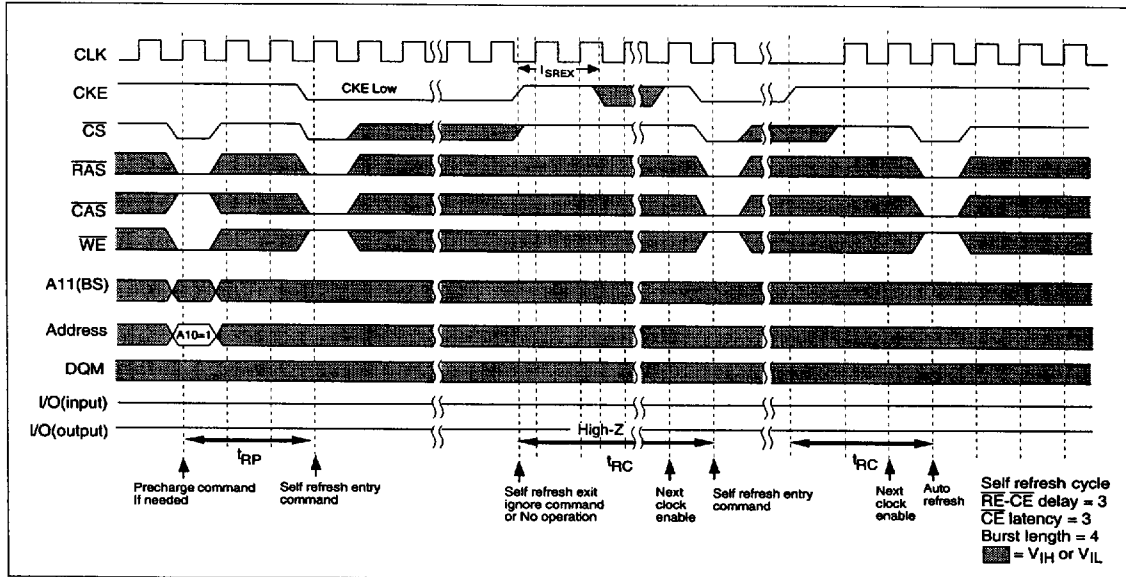 CLK
l SREX
CKE
CKE Low
CS
RAS
CAS
WE
A11(BS)
Address
A10=1
DQM
I/O(input)
I/O(output)
High-Z
tRP
tRC
tRC
Precharge command
If needed
Self refresh entry
command
Self refresh exit
ignore command
or No operation
Next
clock
enable
Self refresh entry
command
Next
clock
enable
Auto
refresh
Self refresh cycle
RE-CE delay = 3
CE latency = 3
Burst length = 4
= VIH or VIL